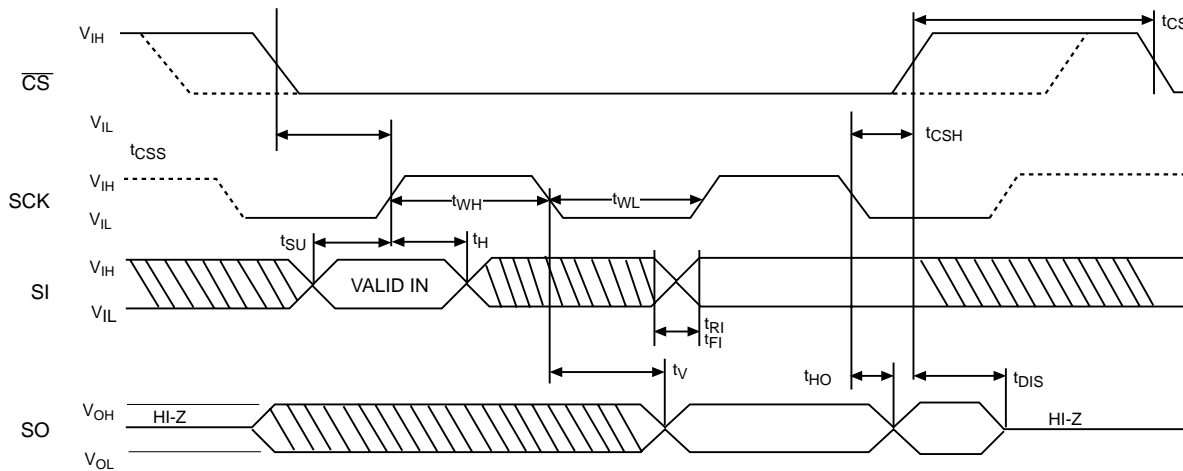 tCS
VIH
CS
VIL
tCSS
tCSH
VIH
SCK
tWH
tWL
VIL
tSU
tH
VIH
SI
VALID IN
VIL
tRI
tFI
tV
tHO
tDIS
VOH
HI-Z
HI-Z
SO
VOL